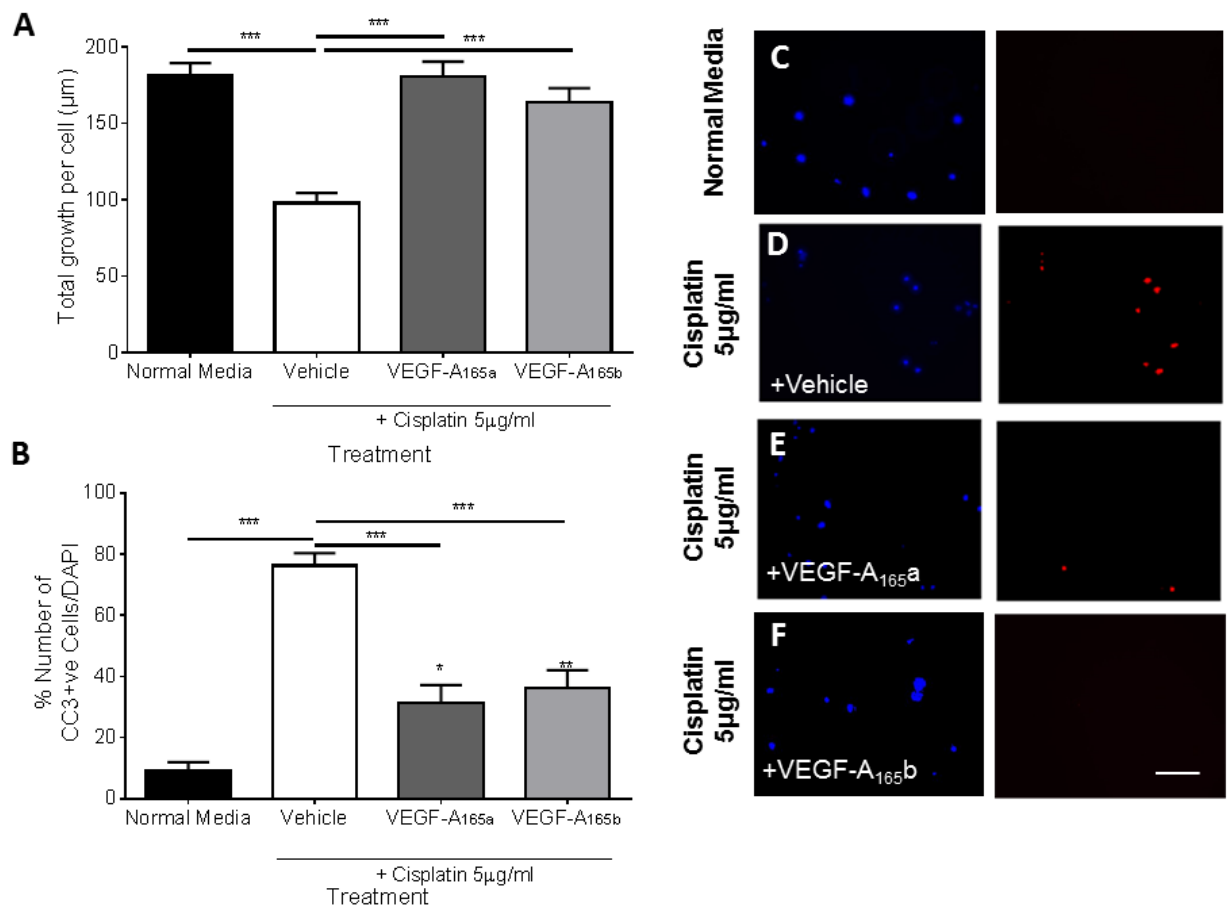 A
***
***
***
200
150
100
50
0
Total growth per cell (µm)
Normal Media
Vehicle
VEGF-A165a
VEGF-A165b
+ Cisplatin 5µg/ml
Treatment
B
***
***
***
100
80
60
40
20
0
% Number of
CC3+ve Cells/DAPI
*
**
Normal Media
Vehicle
VEGF-A165a
VEGF-A165b
+ Cisplatin 5µg/ml
Treatment
Normal Media
C
Cisplatin
5µg/ml
D
+Vehicle
Cisplatin
5µg/ml
E
+VEGF-A₁₆₅a
Cisplatin
5µg/ml
F
+VEGF-A₁₆₅b